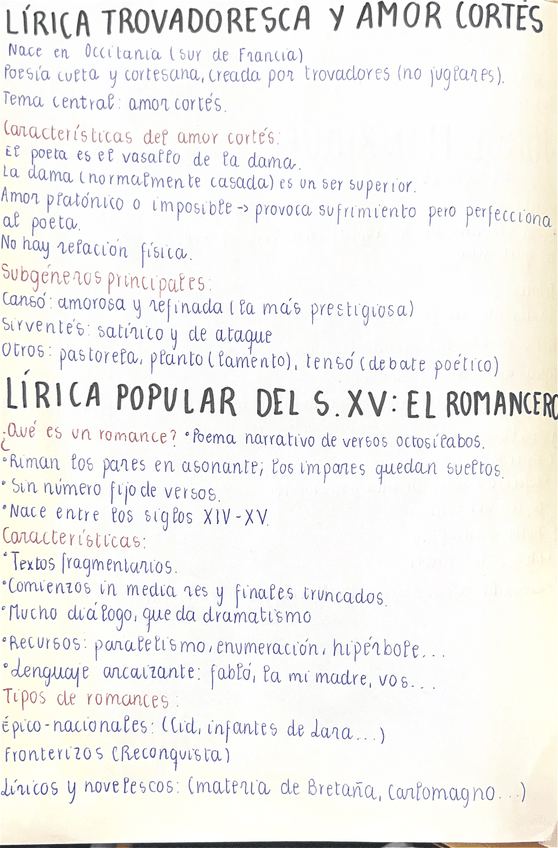 LÍRICA TROVADORESCA Y AMOR CORTÉS
Nace en Occitania (sur de Francia)
Poesía culta y cortesana, creada por trovadores (no juglares).
Tema central: amor cortés.
Características del amor cortés:
El poeta es el vasallo de la dama.
La dama (normalmente casada) es un ser superior.
Amor platónico o imposible -> provoca sufrimiento pero perfecciona
al poeta.
No hay relación física.
Subgéneros principales:
Cansó: amorosa y refinada (la más prestigiosa)
Sirventés: satírico y de ataque
Otros: pastorela, planto (lamento), tensó (debate poético)
LÍRICA POPULAR DEL S. XV: EL ROMANCERO
¿Qué es un romance? •Poema narrativo de versos octosílabos.
•Riman los pares en asonante; los impares quedan sueltos.
•Sin número fijo de versos.
•Nace entre los siglos XIV-XV.
Características:
•Textos fragmentarios.
•Comienzos in media res y finales truncados.
•Mucho diálogo, que da dramatismo
•Recursos: paralelismo, enumeración, hipérbole...
•Lenguaje arcaizante: fabló, la mi madre, vos...
Tipos de romances:
Épico-nacionales: (Cid, infantes de Lara...)
Fronterizos (Reconquista)
Líricos y novelescos: (materia de Bretaña, Carlomagno...)